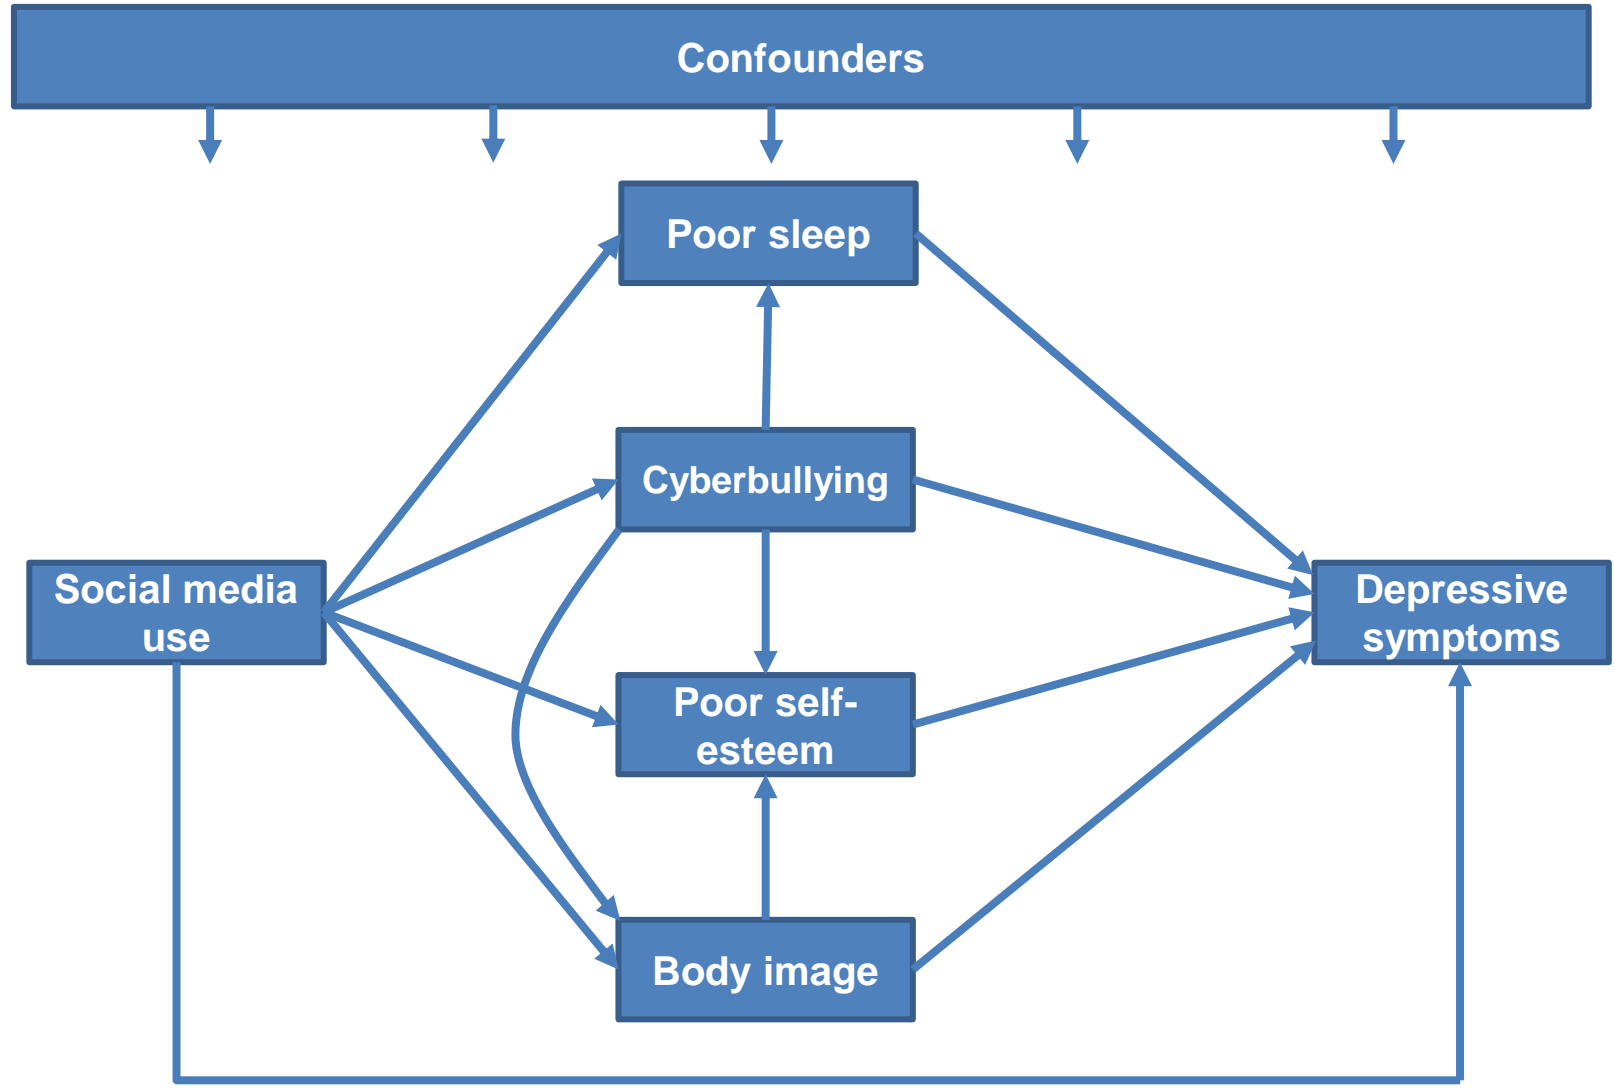 Confounders
Poor sleep
Cyberbullying
Social media
use
Depressive
symptoms
Poor self-
esteem
Body image